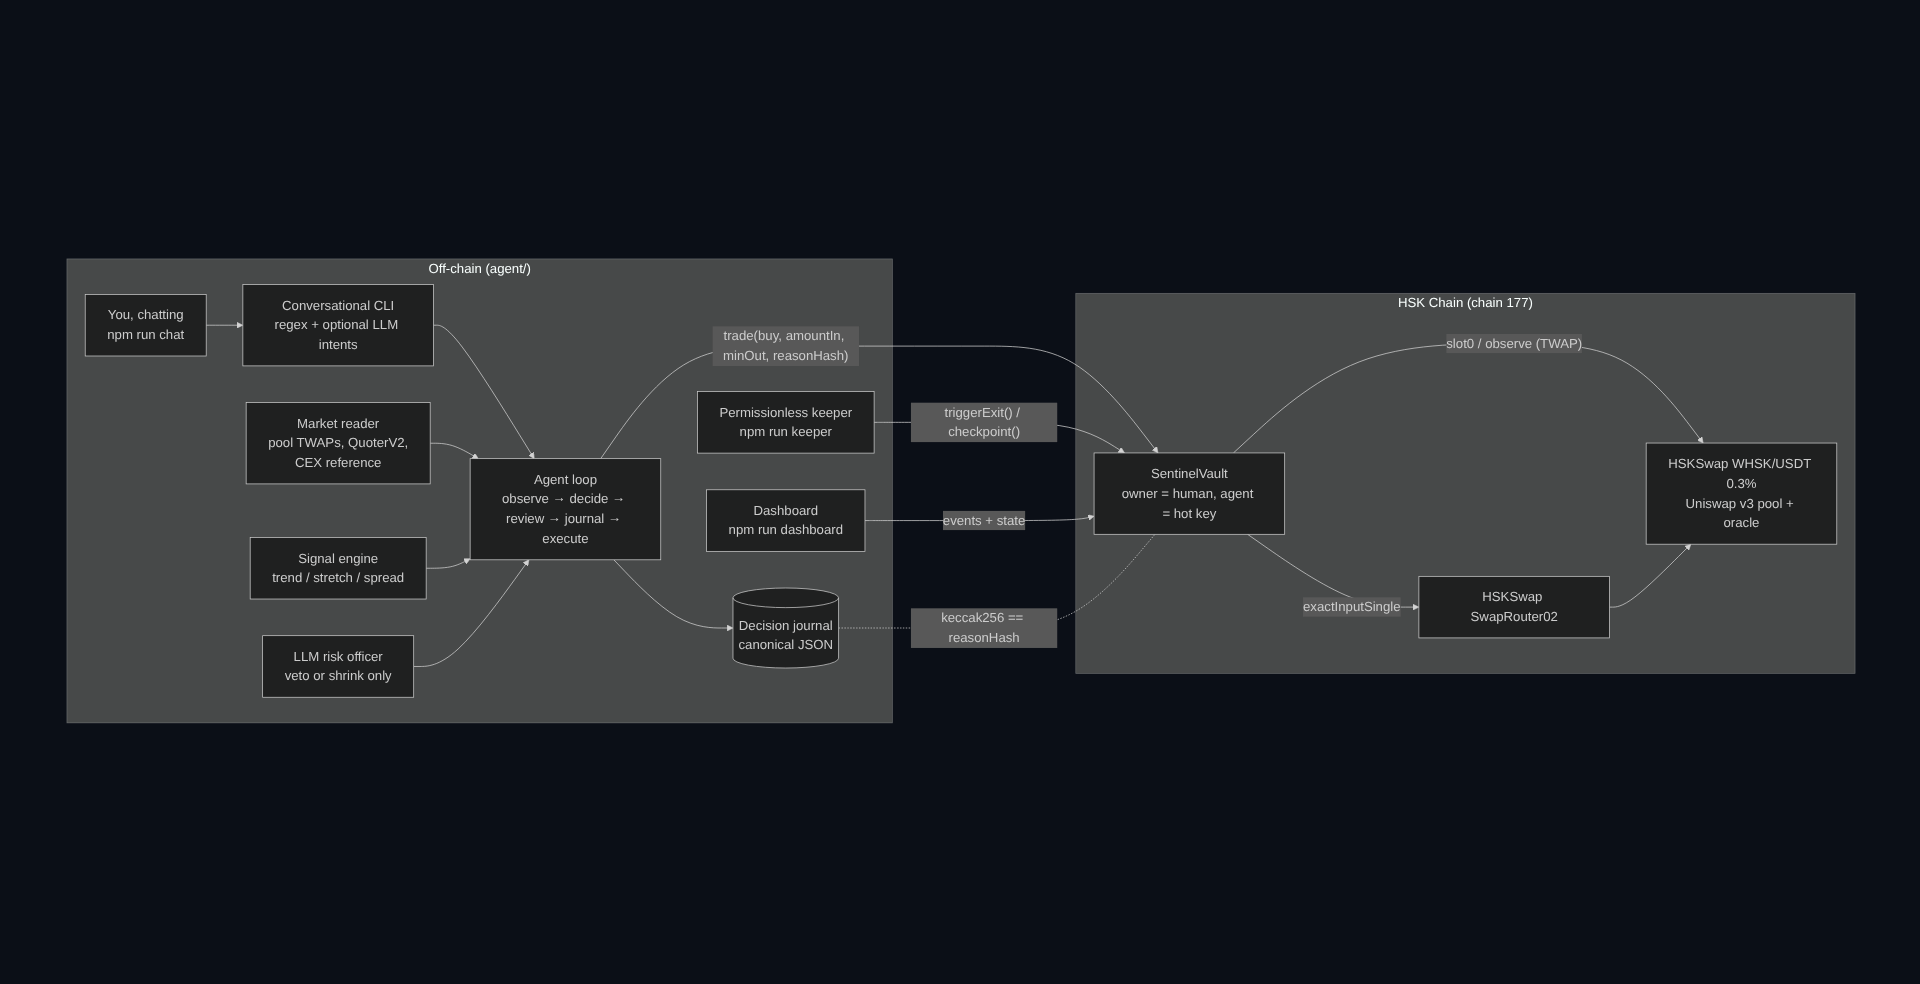 Off-chain (agent/)
You, chatting
npm run chat
Conversational CLI
regex + optional LLM
intents
Market reader
pool TWAPs, QuoterV2,
CEX reference
Signal engine
trend / stretch / spread
LLM risk officer
veto or shrink only
Agent loop
observe → decide →
review → journal →
execute
trade(buy, amountIn,
minOut, reasonHash)
Permissionless keeper
npm run keeper
Dashboard
npm run dashboard
Decision journal
canonical JSON
triggerExit() /
checkpoint()
events + state
keccak256 ==
reasonHash
HSK Chain (chain 177)
SentinelVault
owner = human, agent
= hot key
slot0 / observe (TWAP)
exactInputSingle
HSKSwap
SwapRouter02
HSKSwap WHSK/USDT
0.3%
Uniswap v3 pool +
oracle